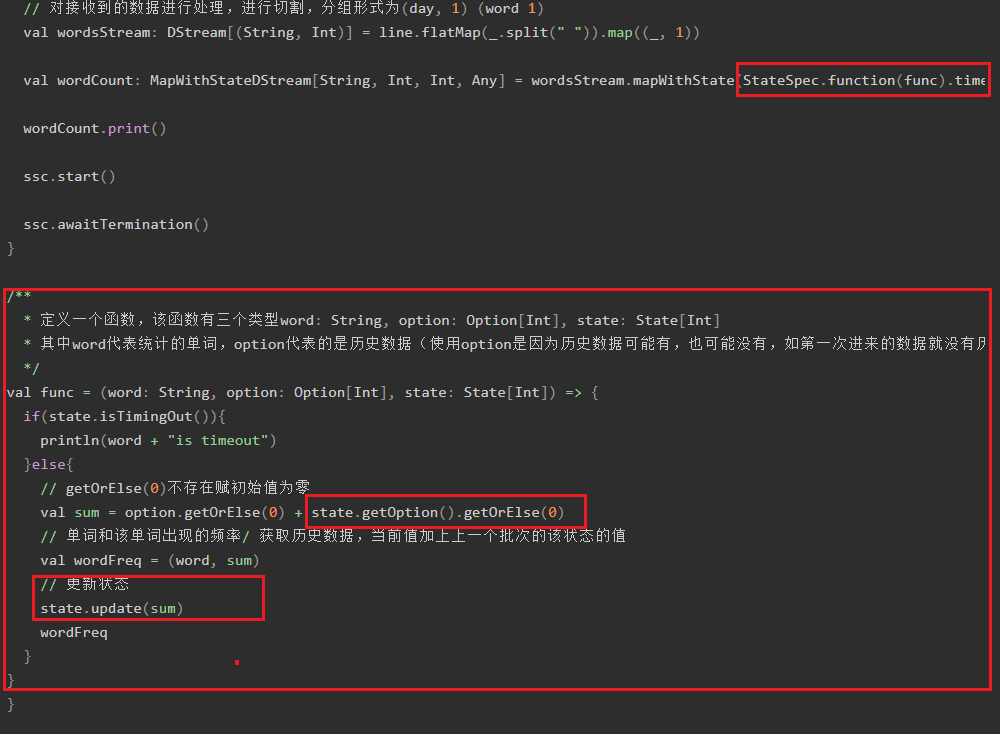 // 对接收到的数据进行处理，进行切割，分组形式为(day, 1) (word 1)
val wordsStream: DStream[(String, Int)] = line.flatMap(_.split(" ")).map((_, 1))
val wordCount: MapWithStateDStream[String, Int, Int, Any] = wordsStream.mapWithState(StateSpec.function(func).time
wordCount.print()
ssc.start()
ssc.awaitTermination()
}
/**
* 定义一个函数，该函数有三个类型word: String, option: Option[Int], state: State[Int]
* 其中word代表统计的单词，option代表的是历史数据（使用option是因为历史数据可能有，也可能没有，如第一次进来的数据就没有历
*/
val func = (word: String, option: Option[Int], state: State[Int]) => {
if(state.isTimingOut()){
println(word + "is timeout")
}else{
// getOrElse(0)不存在赋初始值为零
val sum = option.getOrElse(0) + state.getOption().getOrElse(0)
// 单词和该单词出现的频率/ 获取历史数据，当前值加上上一个批次的该状态的值
val wordFreq = (word, sum)
// 更新状态
state.update(sum)
wordFreq
}
}
}